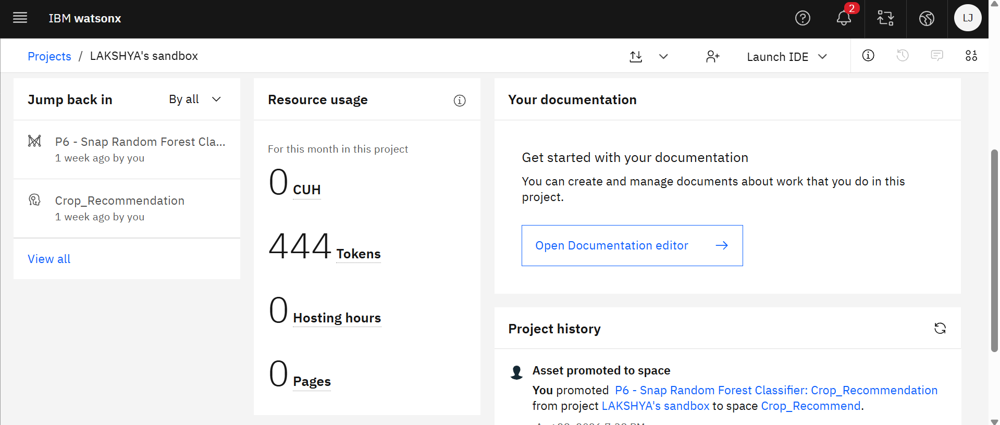 IBM watsonx
2
LJ
Projects / LAKSHYA's sandbox
Launch IDE
Jump back in
By all
P6 - Snap Random Forest Cla...
1 week ago by you
Crop_Recommendation
1 week ago by you
View all
Resource usage
For this month in this project
0 CUH
444 Tokens
0 Hosting hours
0 Pages
Your documentation
Get started with your documentation
You can create and manage documents about work that you do in this
project.
Open Documentation editor
Project history
Asset promoted to space
You promoted P6 - Snap Random Forest Classifier: Crop_Recommendation
from project LAKSHYA's sandbox to space Crop_Recommend.